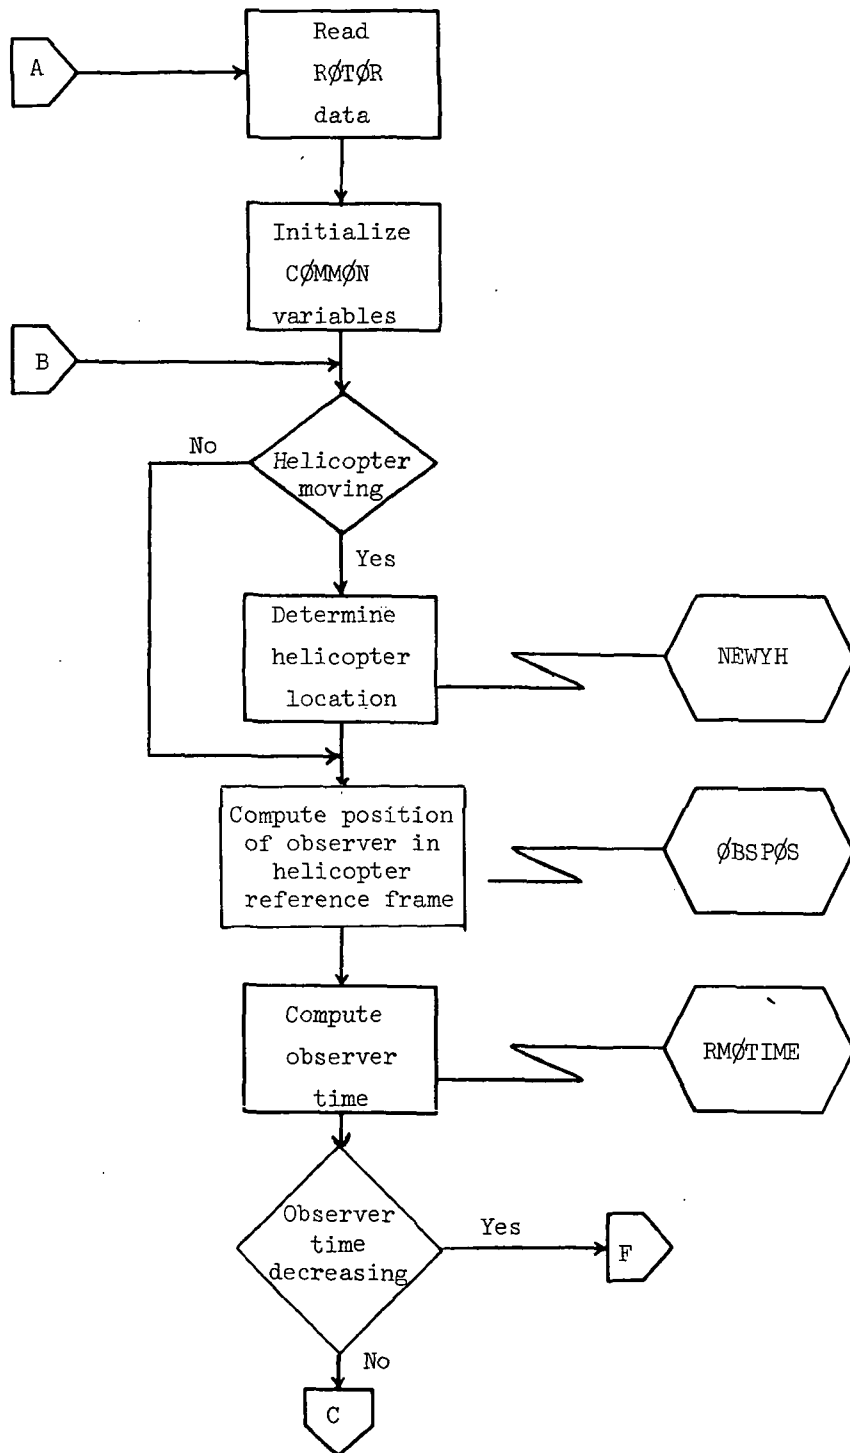 A
Read
RØTØR
data
Initialize
CØMMØN
variables
B
No
Helicopter
moving
Yes
Determine
helicopter
location
NEWYH
Compute position
of observer in
helicopter
reference frame
ØBSPØS
Compute
observer
time
RMØTIME
Observer
time
decreasing
Yes
F
No
C